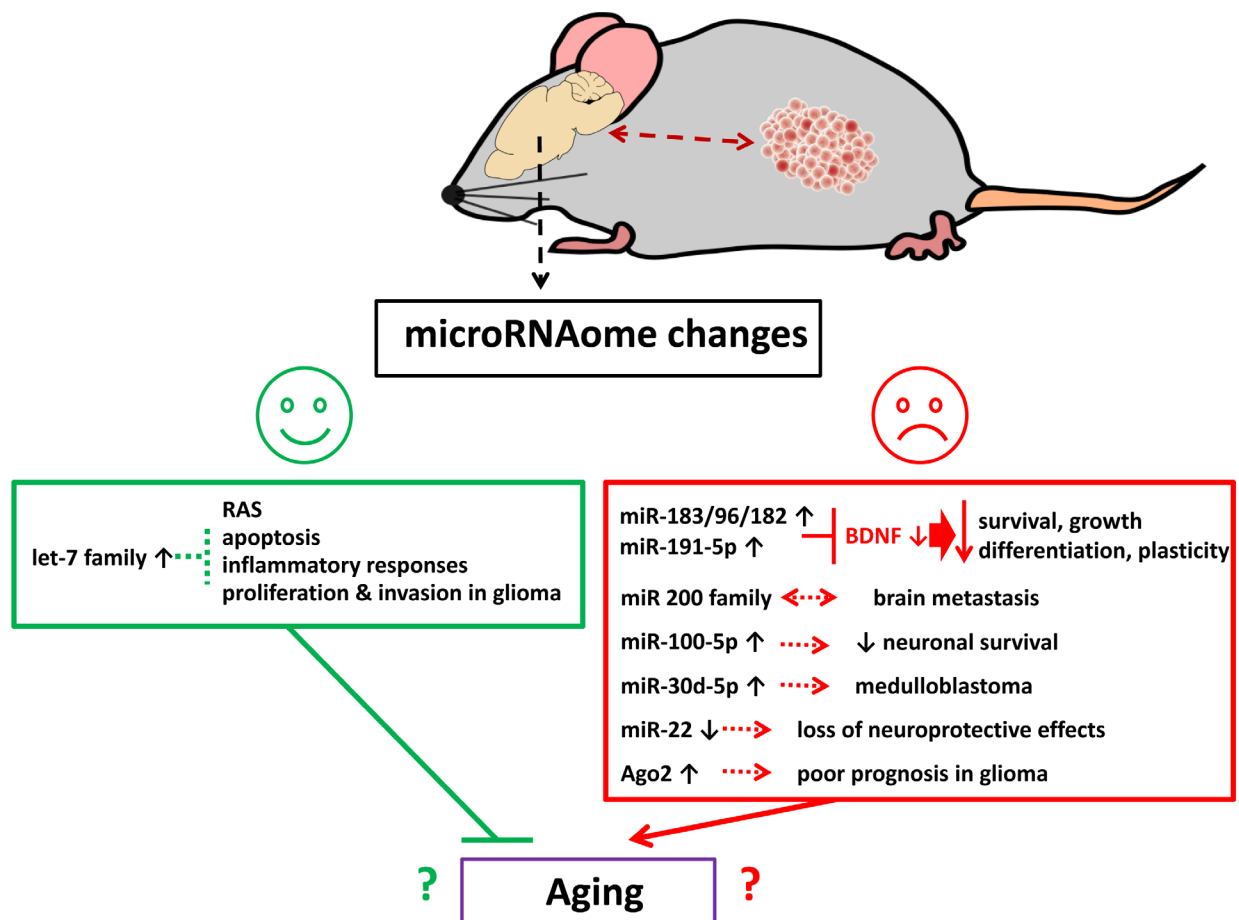 microRNAome changes
let-7 family ↑
RAS
apoptosis
inflammatory responses
proliferation & invasion in glioma
miR-183/96/182 ↑
miR-191-5p ↑
BDNF ↓
survival, growth
differentiation, plasticity
miR 200 family
brain metastasis
miR-100-5p ↑
↓ neuronal survival
miR-30d-5p ↑
medulloblastoma
miR-22 ↓
loss of neuroprotective effects
Ago2 ↑
poor prognosis in glioma
? Aging ?